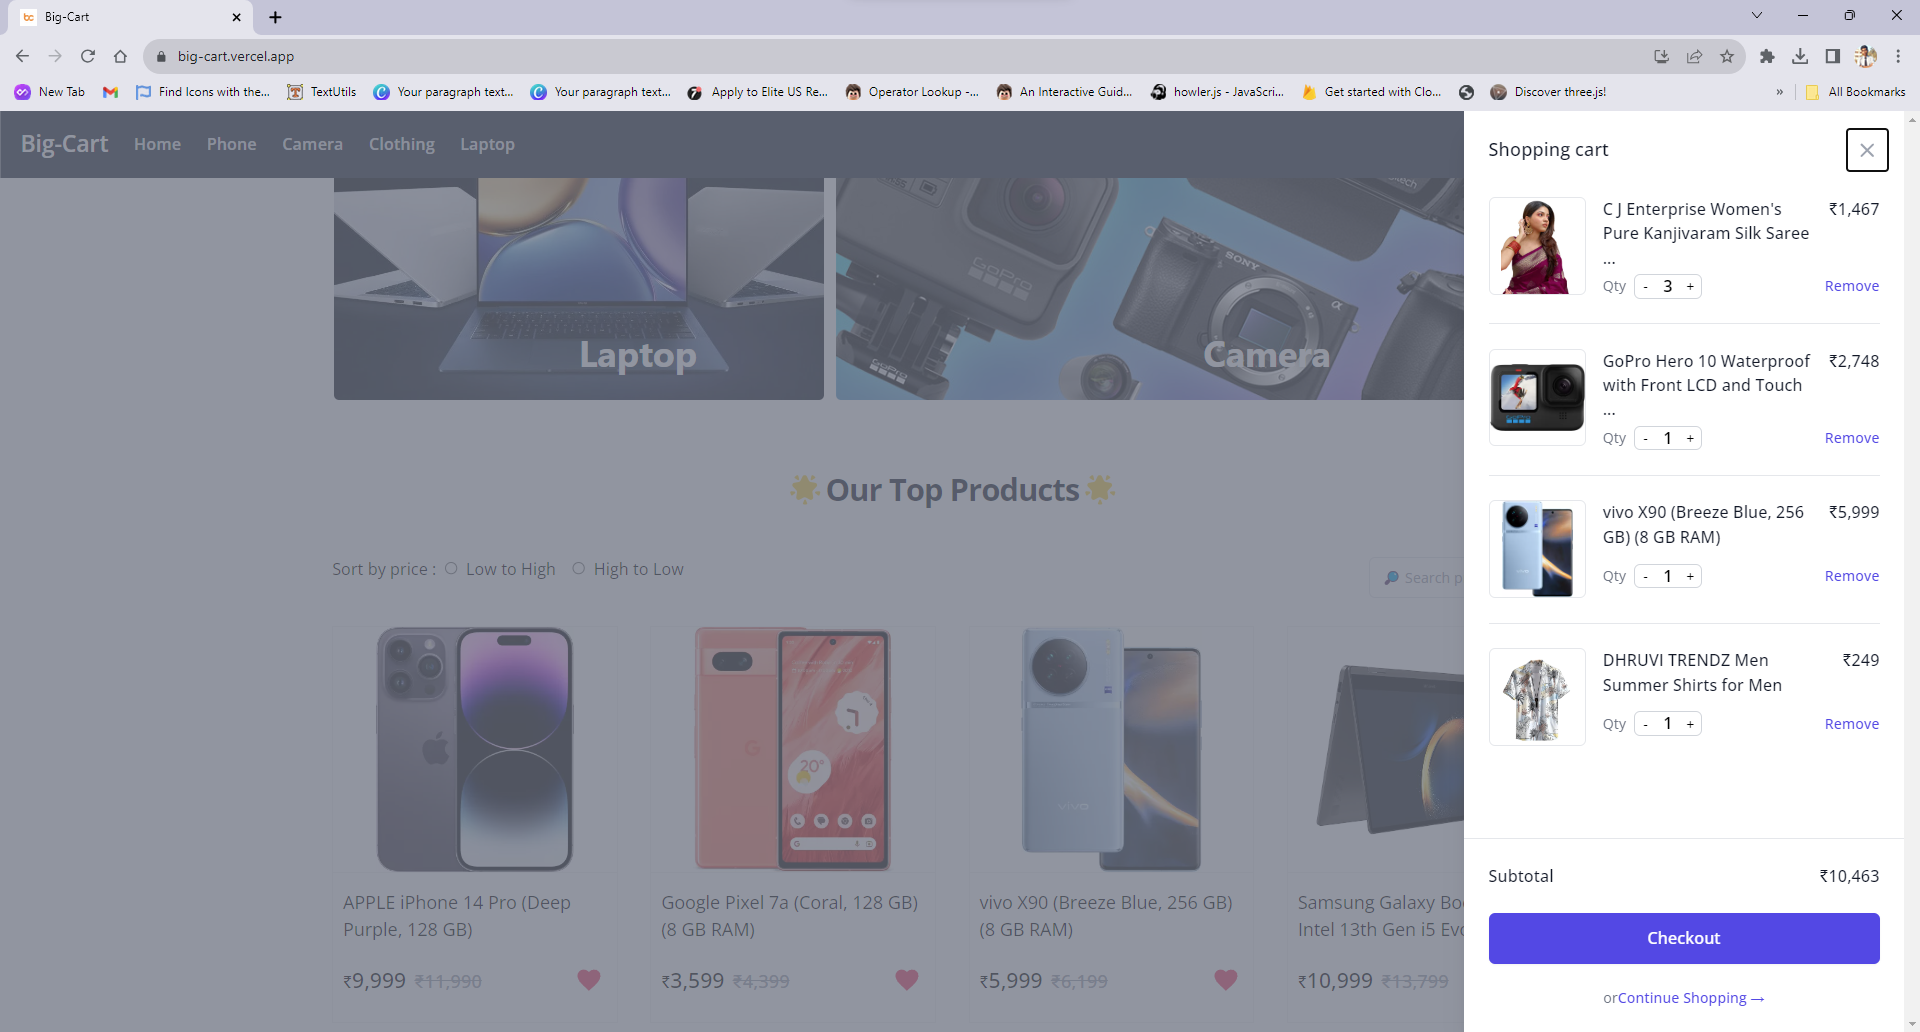 Big-Cart
big-cart.vercel.app
New Tab
Find Icons with the...
TextUtils
Your paragraph text...
Your paragraph text...
Apply to Elite US Re...
Operator Lookup -...
An Interactive Guid...
howler.js - JavaScri...
Get started with Clo...
Discover three.js!
»
All Bookmarks
Big-Cart
Home
Phone
Camera
Clothing
Laptop
GoPro
SONY
α
GoPro
Laptop
Camera
🌟 Our Top Products 🌟
Sort by price : Low to High High to Low
🔎 Search p
20°
vivo
APPLE iPhone 14 Pro (Deep
Purple, 128 GB)
₹9,999 ₹11,990
Google Pixel 7a (Coral, 128 GB)
(8 GB RAM)
₹3,599 ₹4,399
vivo X90 (Breeze Blue, 256 GB)
(8 GB RAM)
₹5,999 ₹6,199
Samsung Galaxy Bo
Intel 13th Gen i5 Evo
₹10,999 ₹13,799
Shopping cart
C J Enterprise Women's
Pure Kanjivaram Silk Saree
...
₹1,467
Qty - 3 +
Remove
GoPro Hero 10 Waterproof
with Front LCD and Touch
...
₹2,748
Qty - 1 +
Remove
vivo X90 (Breeze Blue, 256
GB) (8 GB RAM)
₹5,999
Qty - 1 +
Remove
DHRUVI TRENDZ Men
Summer Shirts for Men
₹249
Qty - 1 +
Remove
Subtotal
₹10,463
Checkout
orContinue Shopping →